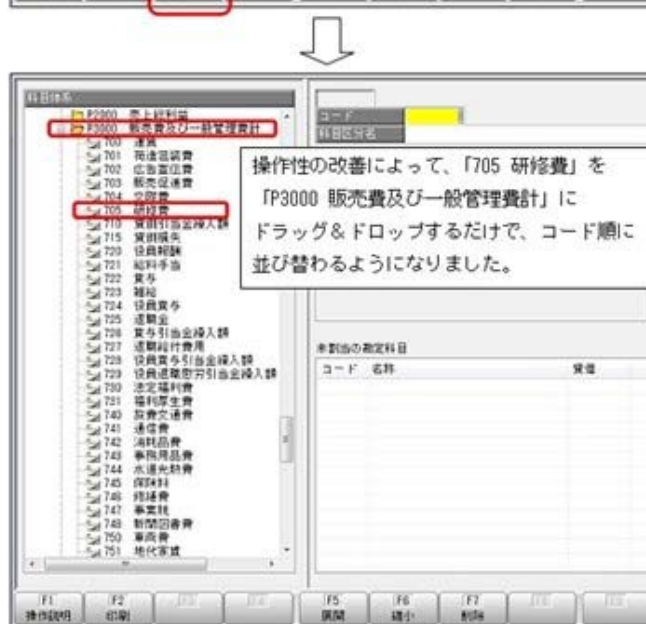 科目体系
P2000 売上総利益
P3000 販売費及び一般管理費計
700 運賃
701 荷造包装費
702 広告宣伝費
703 販売促進費
704 交際費
705 研修費
710 貸倒引当金繰入額
715 貸倒損失
720 役員報酬
721 給料手当
722 賞与
723 雑給
724 役員賞与
725 退職金
726 賞与引当金繰入額
727 退職給付費用
728 役員賞与引当金繰入額
729 役員退職慰労引当金繰入額
730 法定福利費
731 福利厚生費
740 旅費交通費
741 通信費
742 消耗品費
743 事務用品費
744 水道光熱費
745 保険料
746 修繕費
747 事業税
748 新聞図書費
750 車両費
751 地代家賃
コード
科目区分名
操作性の改善によって、「705 研修費」を
「P3000 販売費及び一般管理費計」に
ドラッグ&ドロップするだけで、コード順に
並び替わるようになりました。
未割当の勘定科目
コード 名称 貸借
F1 F2 F3 F4 F5 F6 F7
操作説明 印刷 展開 縮小 削除